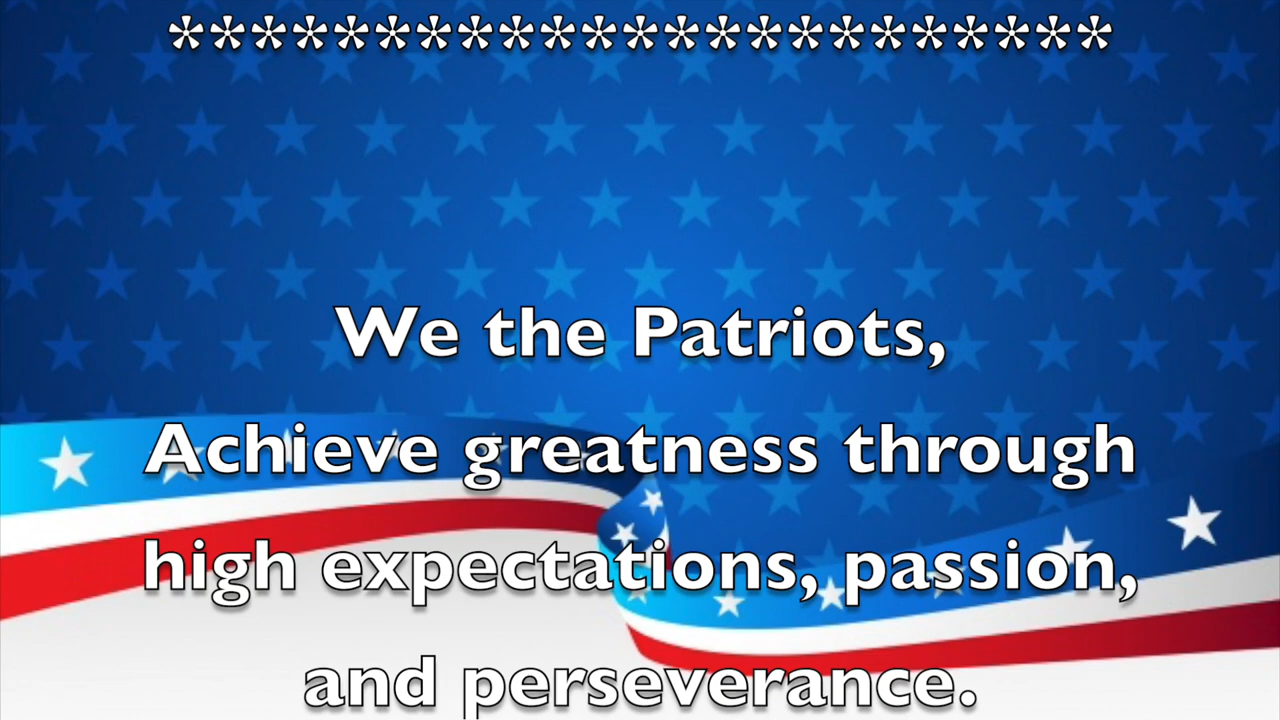 ***********************
We the Patriots,
Achieve greatness through
high expectations, passion,
and perseverance.